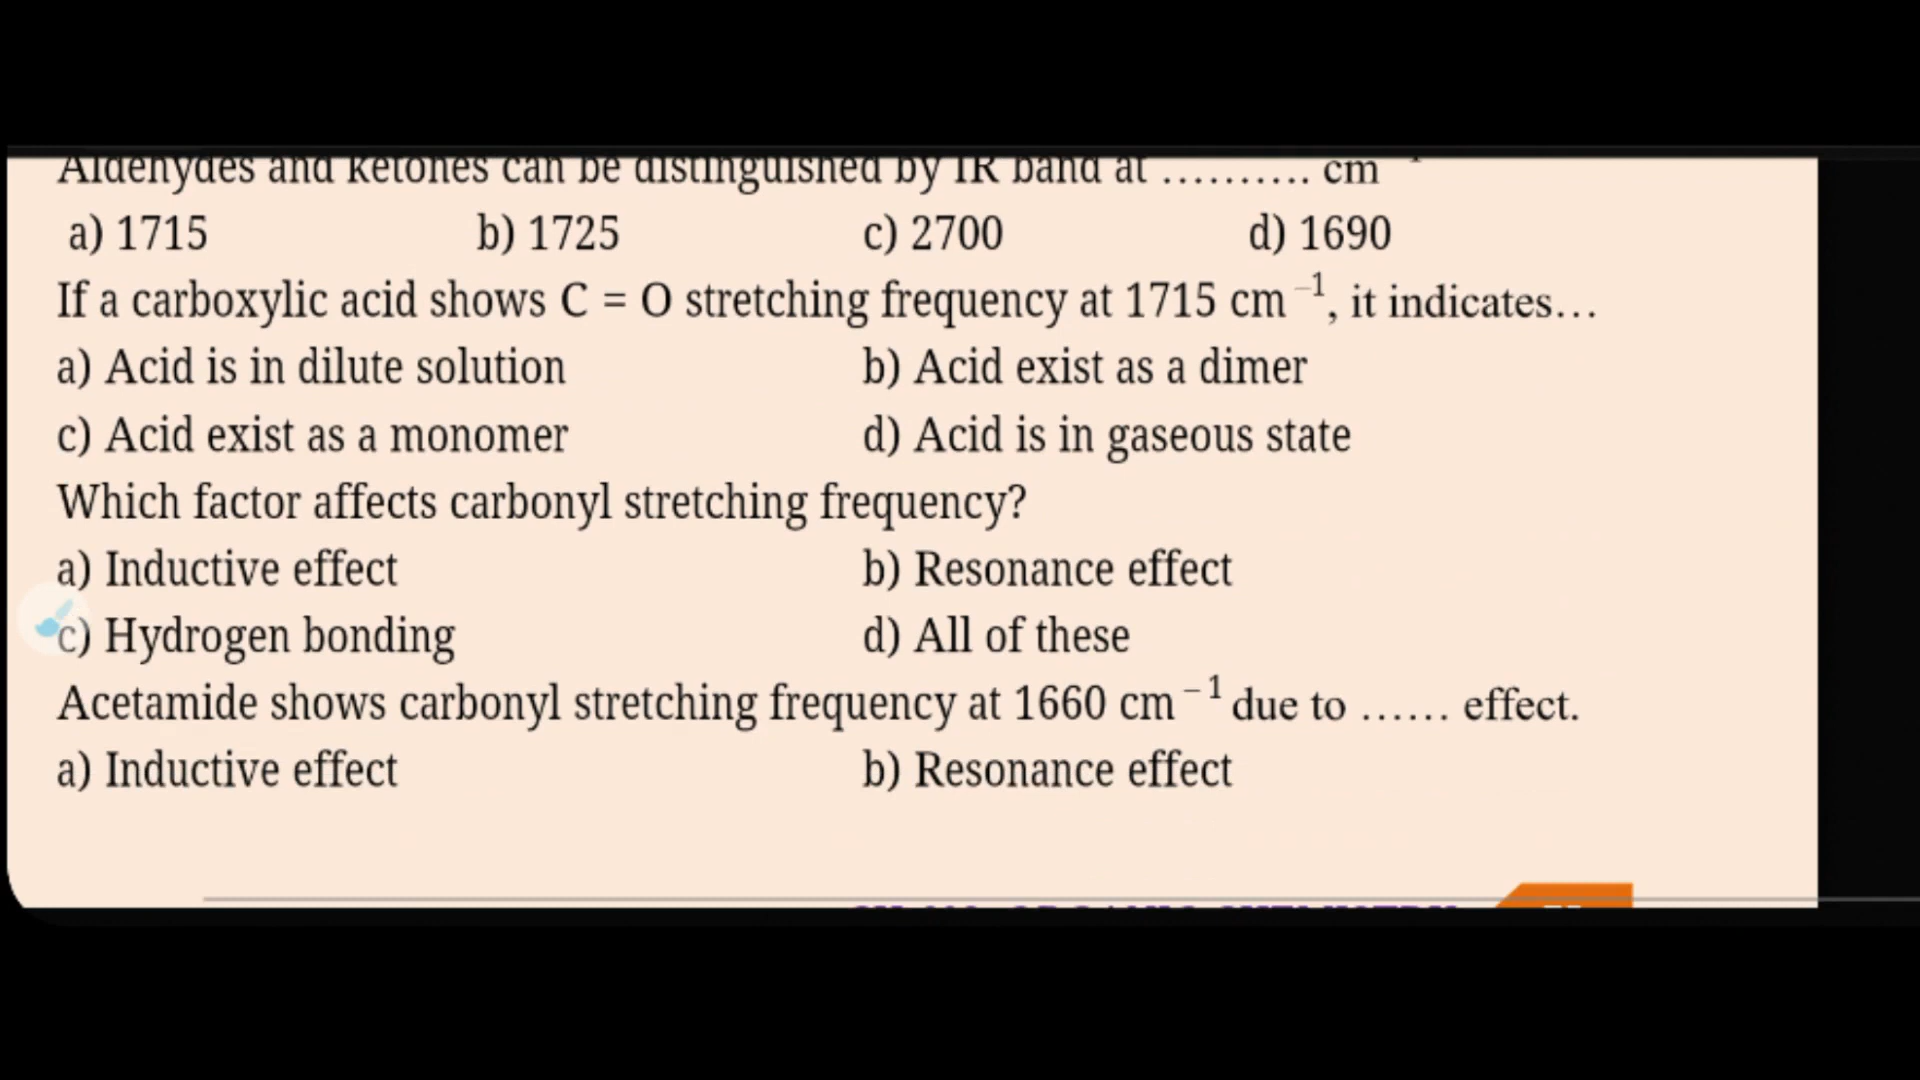 Aldehydes and ketones can be distinguished by IR band at .......... cm ⁻¹
a) 1715 b) 1725 c) 2700 d) 1690
If a carboxylic acid shows C = O stretching frequency at 1715 cm ⁻¹, it indicates...
a) Acid is in dilute solution b) Acid exist as a dimer
c) Acid exist as a monomer d) Acid is in gaseous state
Which factor affects carbonyl stretching frequency?
a) Inductive effect b) Resonance effect
c) Hydrogen bonding d) All of these
Acetamide shows carbonyl stretching frequency at 1660 cm ⁻¹ due to ...... effect.
a) Inductive effect b) Resonance effect